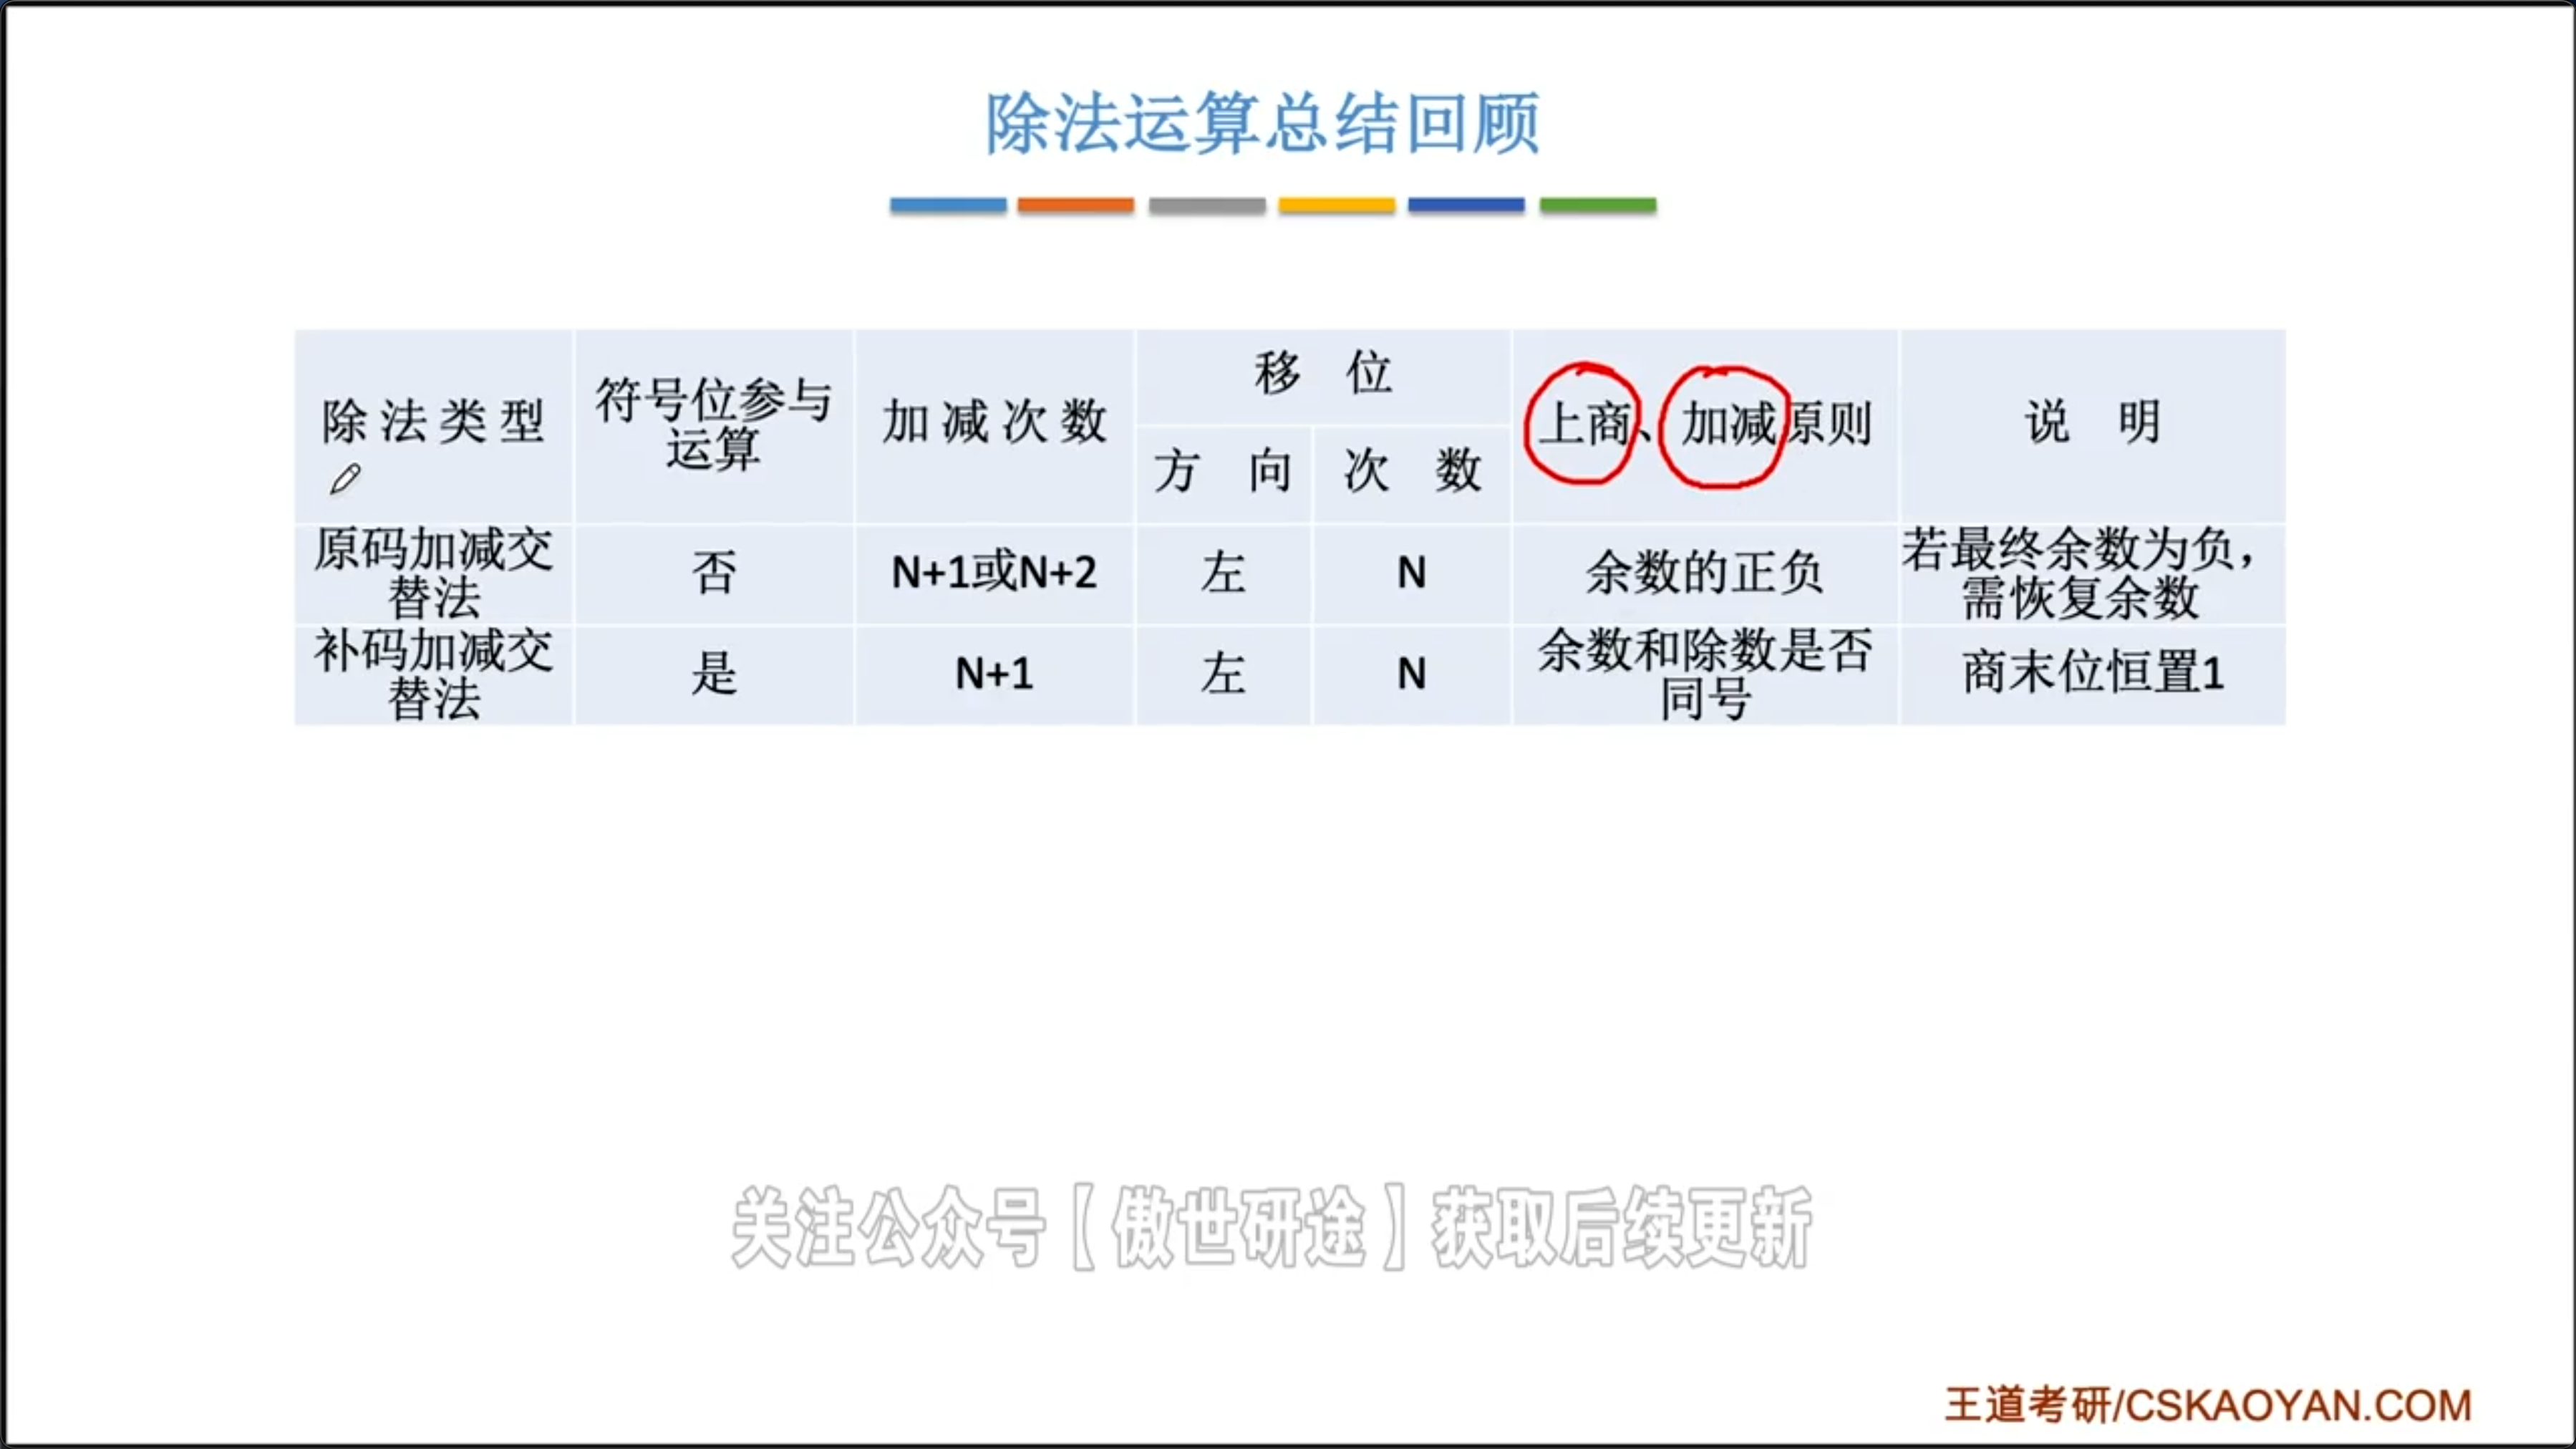 除法运算总结回顾
除法类型
符号位参与
运算
加减次数
移 位
方 向
次 数
上商、加减原则
说 明
原码加减交
替法
否
N+1或N+2
左
N
余数的正负
若最终余数为负，
需恢复余数
补码加减交
替法
是
N+1
左
N
余数和除数是否
同号
商末位恒置1
关注公众号【傲世研途】获取后续更新
王道考研/CSKAOYAN.COM